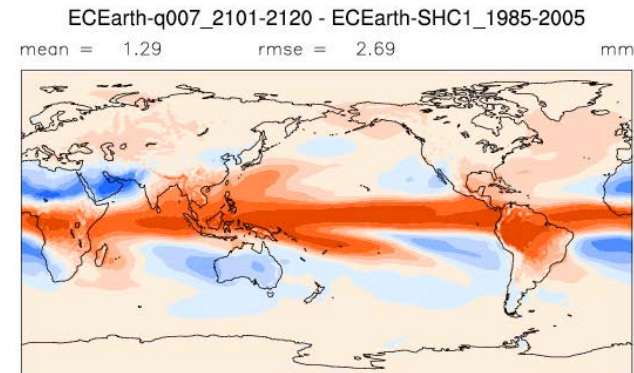 ECEarth-q007_2101-2120 - ECEarth-SHC1_1985-2005
mean = 1.29 rmse = 2.69 mm